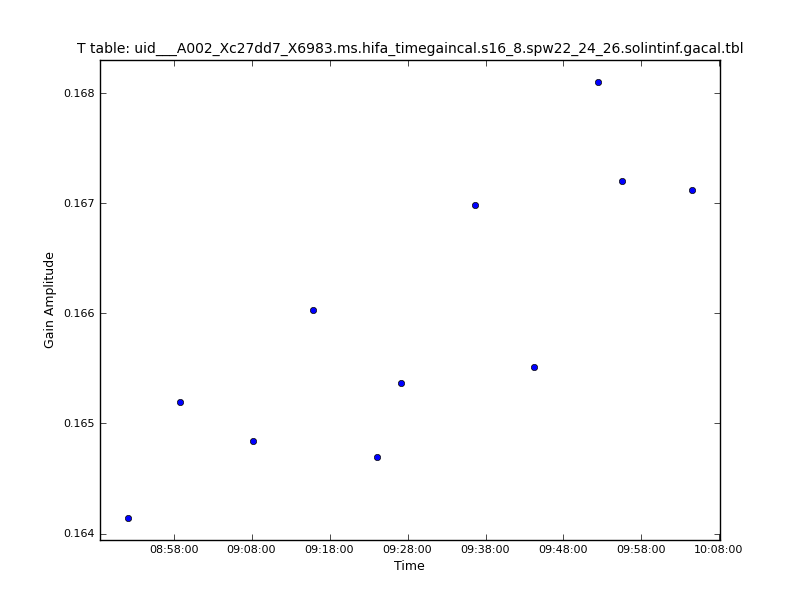 T table: uid___A002_Xc27dd7_X6983.ms.hifa_timegaincal.s16_8.spw22_24_26.solintinf.gacal.tbl
0.168
0.167
0.166
0.165
0.164
Gain Amplitude
08:58:00 09:08:00 09:18:00 09:28:00 09:38:00 09:48:00 09:58:00 10:08:00
Time